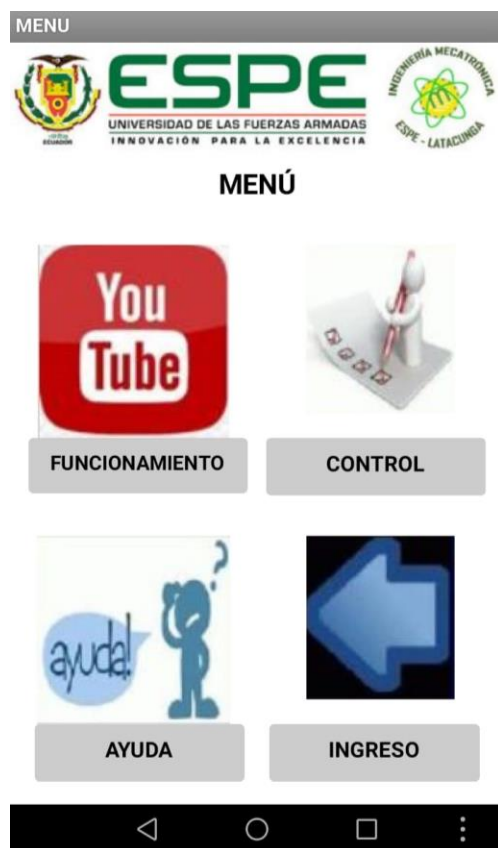 MENU
ESPE
UNIVERSIDAD DE LAS FUERZAS ARMADAS
INNOVACIÓN PARA LA EXCELENCIA
ECUADOR
INGENIERÍA MECATRÓNICA
ESPE - LATACUNGA
MENÚ
You
Tube
FUNCIONAMIENTO
CONTROL
ayuda!
?
AYUDA
INGRESO